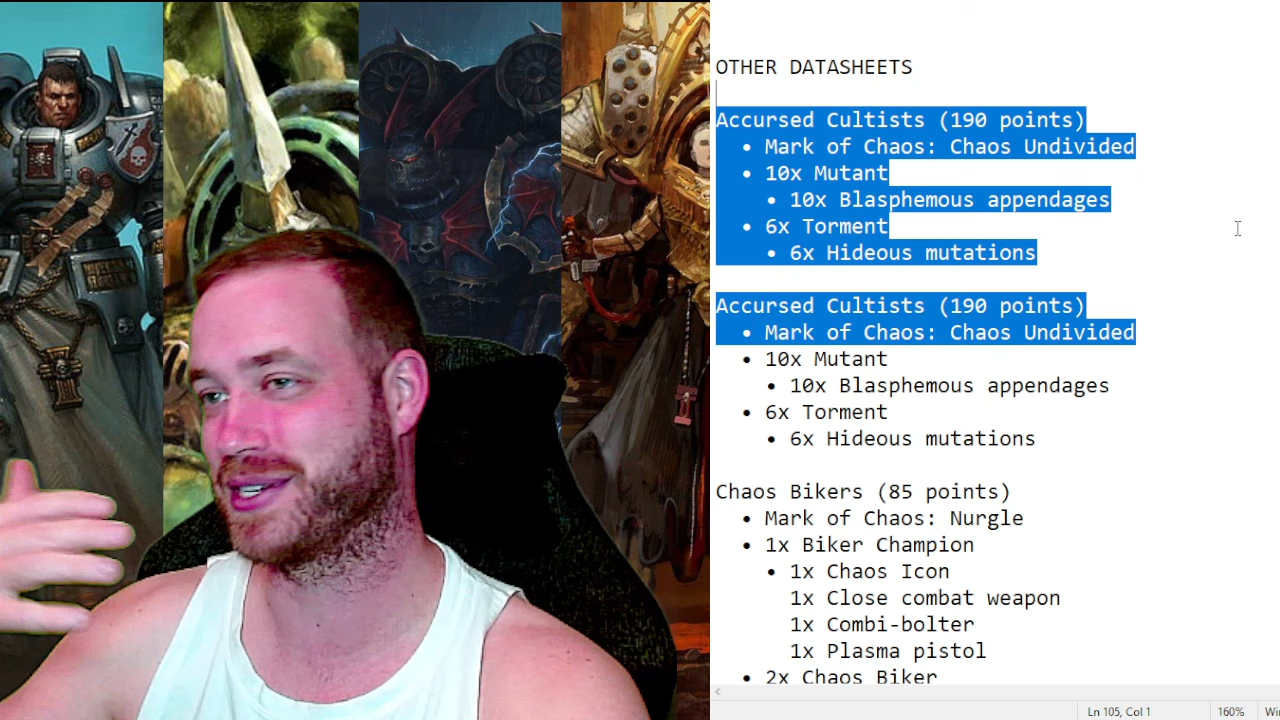 OTHER DATASHEETS
Accursed Cultists (190 points)
• Mark of Chaos: Chaos Undivided
• 10x Mutant
• 10x Blasphemous appendages
• 6x Torment
• 6x Hideous mutations
Accursed Cultists (190 points)
• Mark of Chaos: Chaos Undivided
• 10x Mutant
• 10x Blasphemous appendages
• 6x Torment
• 6x Hideous mutations
Chaos Bikers (85 points)
• Mark of Chaos: Nurgle
• 1x Biker Champion
• 1x Chaos Icon
1x Close combat weapon
1x Combi-bolter
1x Plasma pistol
• 2x Chaos Biker
Ln 105, Col 1
160%